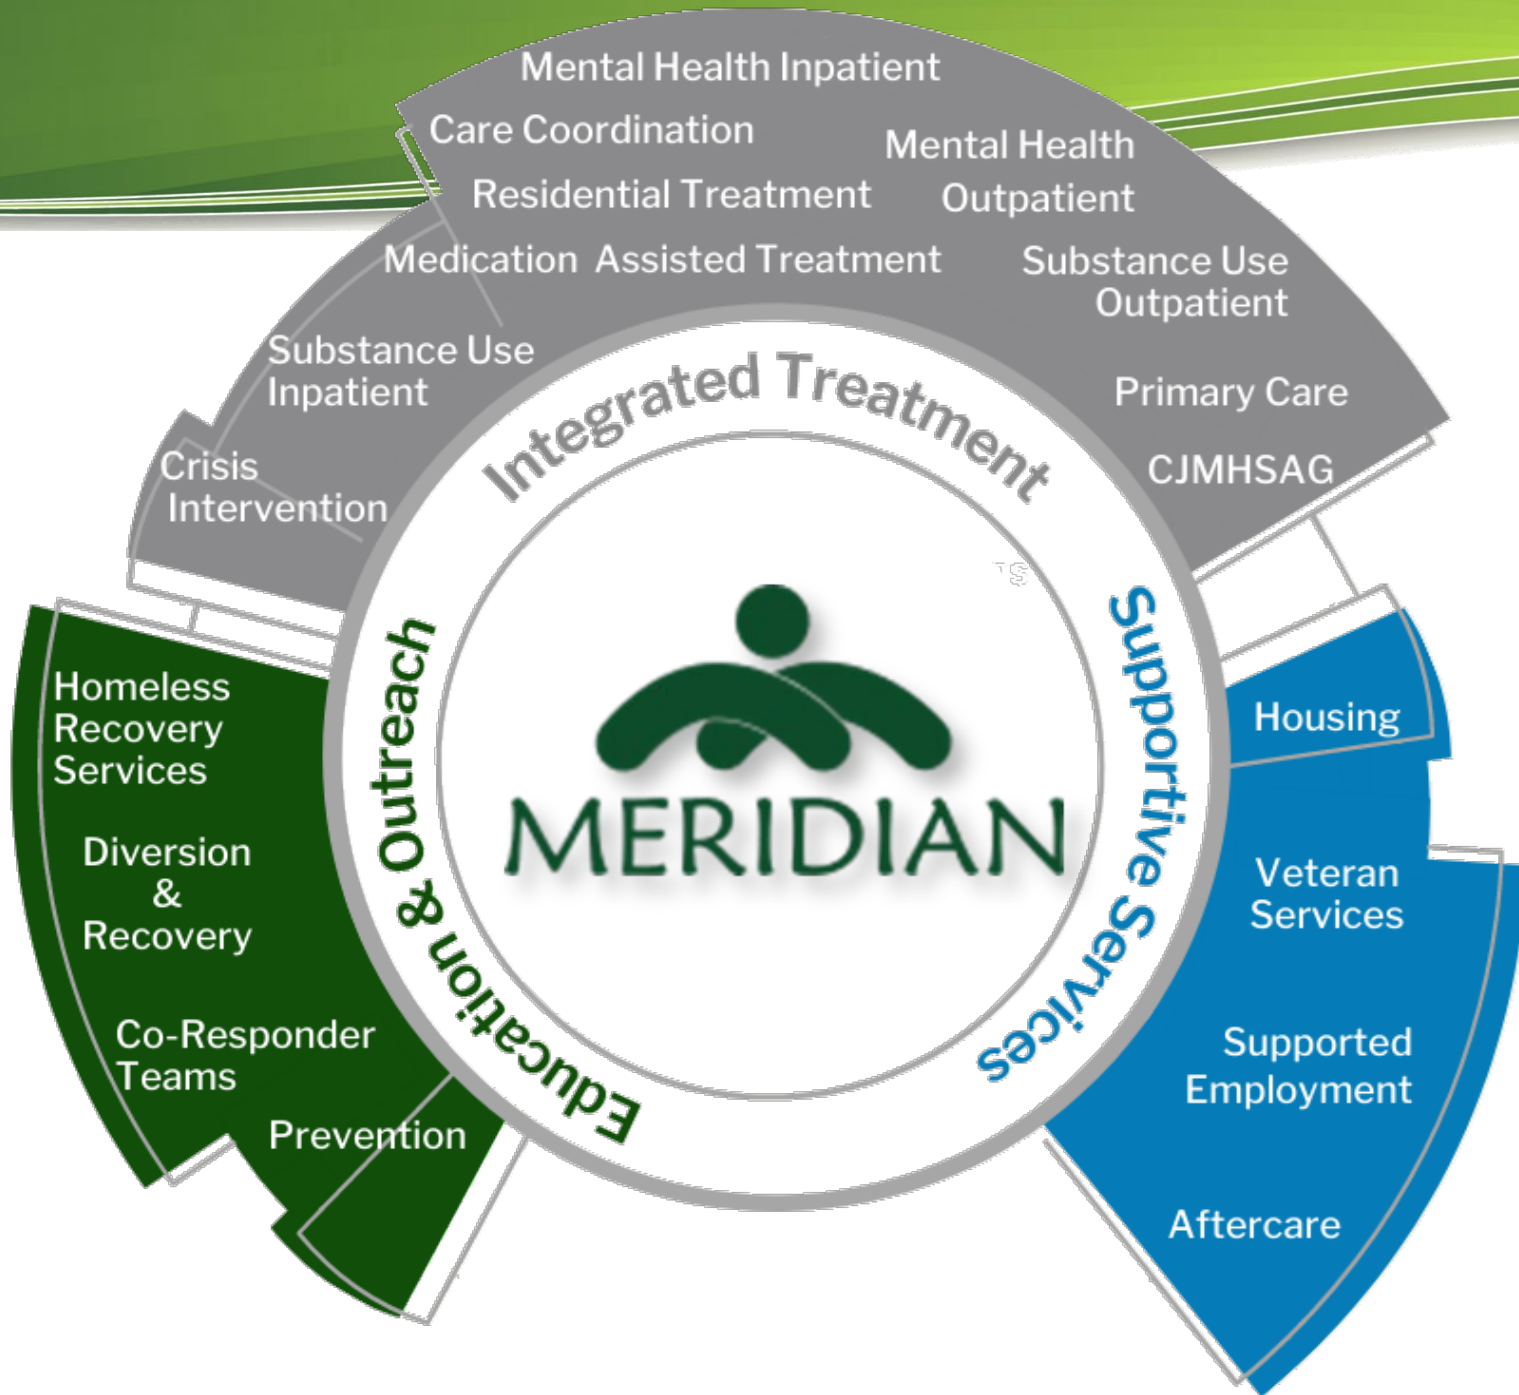 Mental Health Inpatient
Care Coordination
Mental Health
Outpatient
Residential Treatment
Medication Assisted Treatment
Substance Use
Outpatient
Substance Use
Inpatient
Primary Care
Crisis
Intervention
CJMHSAG
Integrated Treatment
Homeless
Recovery
Services
Diversion
&
Recovery
Co-Responder
Teams
Prevention
Education & Outreach
MERIDIAN
Supportive Services
Housing
Veteran
Services
Supported
Employment
Aftercare